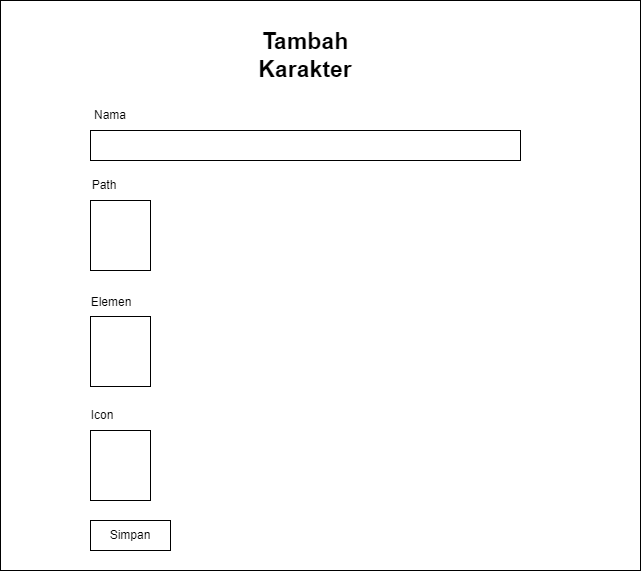 Tambah
Karakter
Nama
Path
Elemen
Icon
Simpan